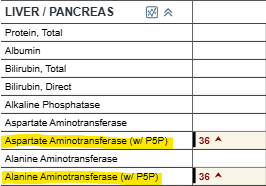 LIVER / PANCREAS
Protein, Total
Albumin
Bilirubin, Total
Bilirubin, Direct
Alkaline Phosphatase
Aspartate Aminotransferase
Aspartate Aminotransferase (w/ P5P) 36
Alanine Aminotransferase
Alanine Aminotransferase (w/ P5P) 36